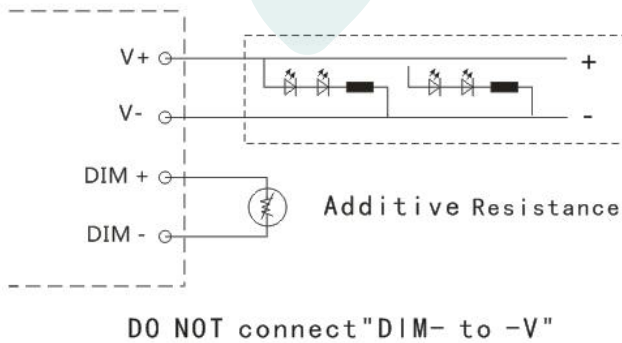 V+
+
V-
-
DIM +
Additive Resistance
DIM -
DO NOT connect"DIM- to -V"